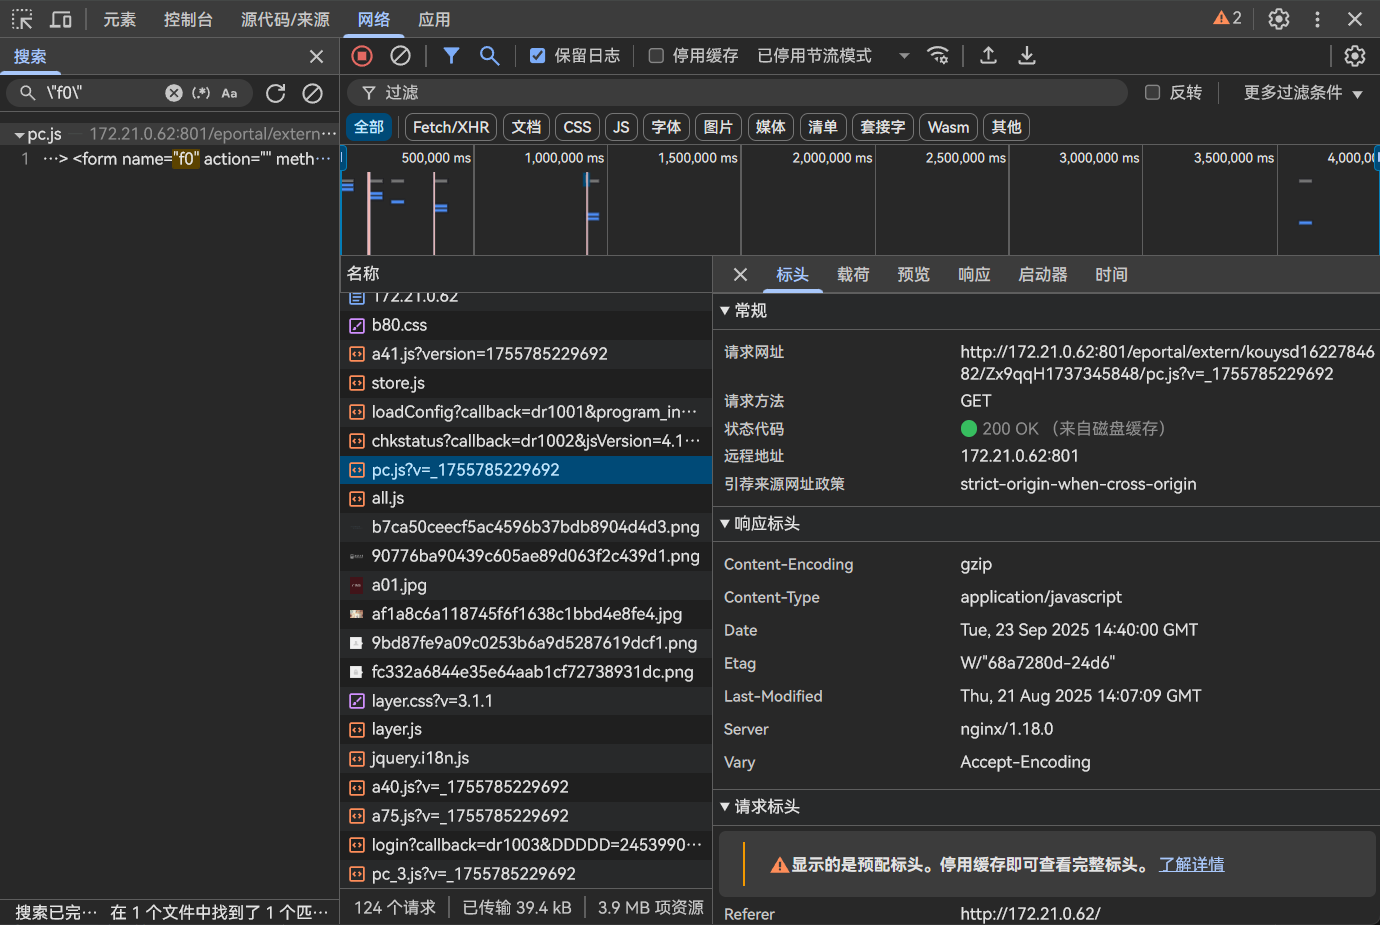 元素 控制台 源代码/来源 网络 应用 2
搜索
保留日志 停用缓存 已停用节流模式
\"f0\" (.*) Aa
过滤 反转 更多过滤条件
全部 Fetch/XHR 文档 CSS JS 字体 图片 媒体 清单 套接字 Wasm 其他
pc.js 172.21.0.62:801/eportal/extern…
1 …> <form name="f0" action="" meth…
500,000 ms 1,000,000 ms 1,500,000 ms 2,000,000 ms 2,500,000 ms 3,000,000 ms 3,500,000 ms 4,000,0
名称
172.21.0.62
b80.css
a41.js?version=1755785229692
store.js
loadConfig?callback=dr1001&program_in…
chkstatus?callback=dr1002&jsVersion=4.1…
pc.js?v=_1755785229692
all.js
b7ca50ceecf5ac4596b37bdb8904d4d3.png
90776ba90439c605ae89d063f2c439d1.png
a01.jpg
af1a8c6a118745f6f1638c1bbd4e8fe4.jpg
9bd87fe9a09c0253b6a9d5287619dcf1.png
fc332a6844e35e64aab1cf72738931dc.png
layer.css?v=3.1.1
layer.js
jquery.i18n.js
a40.js?v=_1755785229692
a75.js?v=_1755785229692
login?callback=dr1003&DDDDD=2453990…
pc_3.js?v=_1755785229692
标头 载荷 预览 响应 启动器 时间
常规
请求网址 http://172.21.0.62:801/eportal/extern/kouysd16227846
82/Zx9qqH1737345848/pc.js?v=_1755785229692
请求方法 GET
状态代码 200 OK （来自磁盘缓存）
远程地址 172.21.0.62:801
引荐来源网址政策 strict-origin-when-cross-origin
响应标头
Content-Encoding gzip
Content-Type application/javascript
Date Tue, 23 Sep 2025 14:40:00 GMT
Etag W/"68a7280d-24d6"
Last-Modified Thu, 21 Aug 2025 14:07:09 GMT
Server nginx/1.18.0
Vary Accept-Encoding
请求标头
显示的是预配标头。停用缓存即可查看完整标头。 了解详情
Referer http://172.21.0.62/
搜索已完… 在 1 个文件中找到了 1 个匹…
124 个请求 已传输 39.4 kB 3.9 MB 项资源